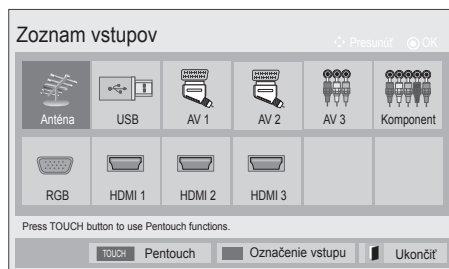 Zoznam vstupov
Presunúť OK
Anténa USB AV 1 AV 2 AV 3 Komponent
RGB HDMI 1 HDMI 2 HDMI 3
Press TOUCH button to use Pentouch functions.
TOUCH Pentouch Označenie vstupu Ukončiť